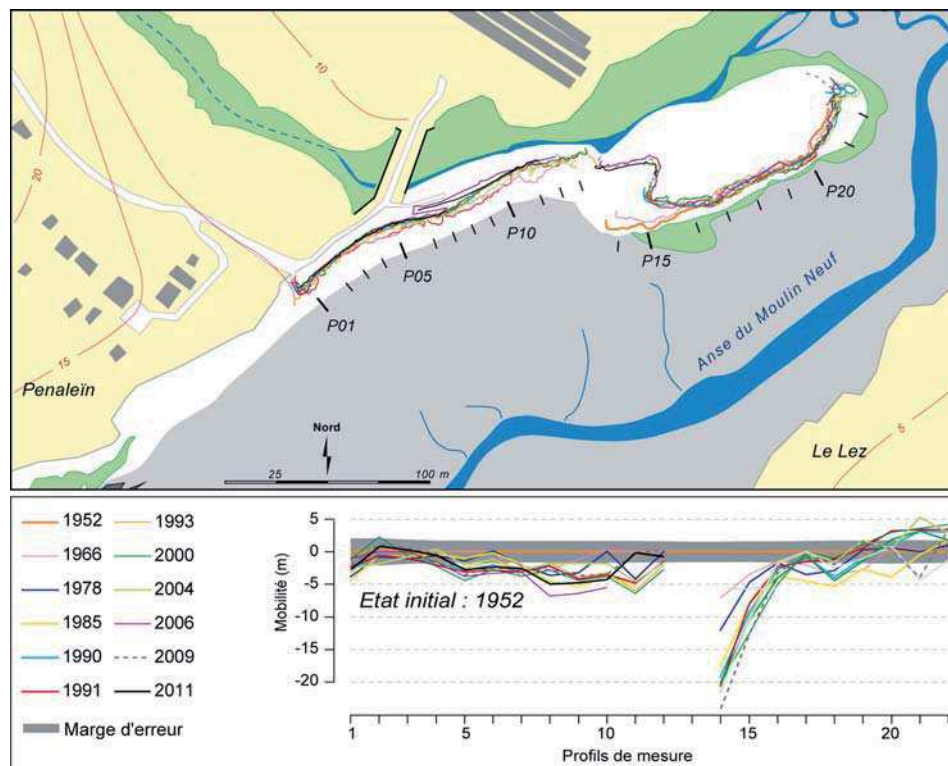 10
20
15
P01
P05
P10
P15
P20
Anse du Moulin Neuf
Penaleïn
Nord
25
100 m
Le Lez
5
1952
1966
1978
1985
1990
1991
1993
2000
2004
2006
2009
2011
Marge d'erreur
Mobilité (m)
5
0
-5
-10
-15
-20
Etat initial : 1952
1
5
10
15
20
Profils de mesure